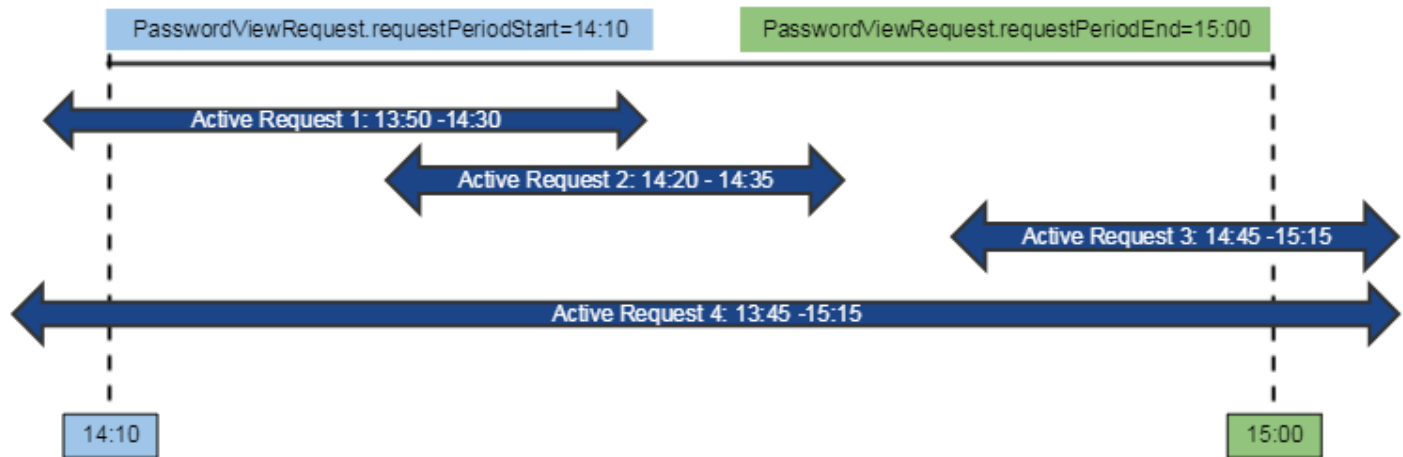 PasswordViewRequest.requestPeriodStart=14:10
PasswordViewRequest.requestPeriodEnd=15:00
Active Request 1: 13:50 -14:30
Active Request 2: 14:20 - 14:35
Active Request 3: 14:45 -15:15
Active Request 4: 13:45 -15:15
14:10
15:00